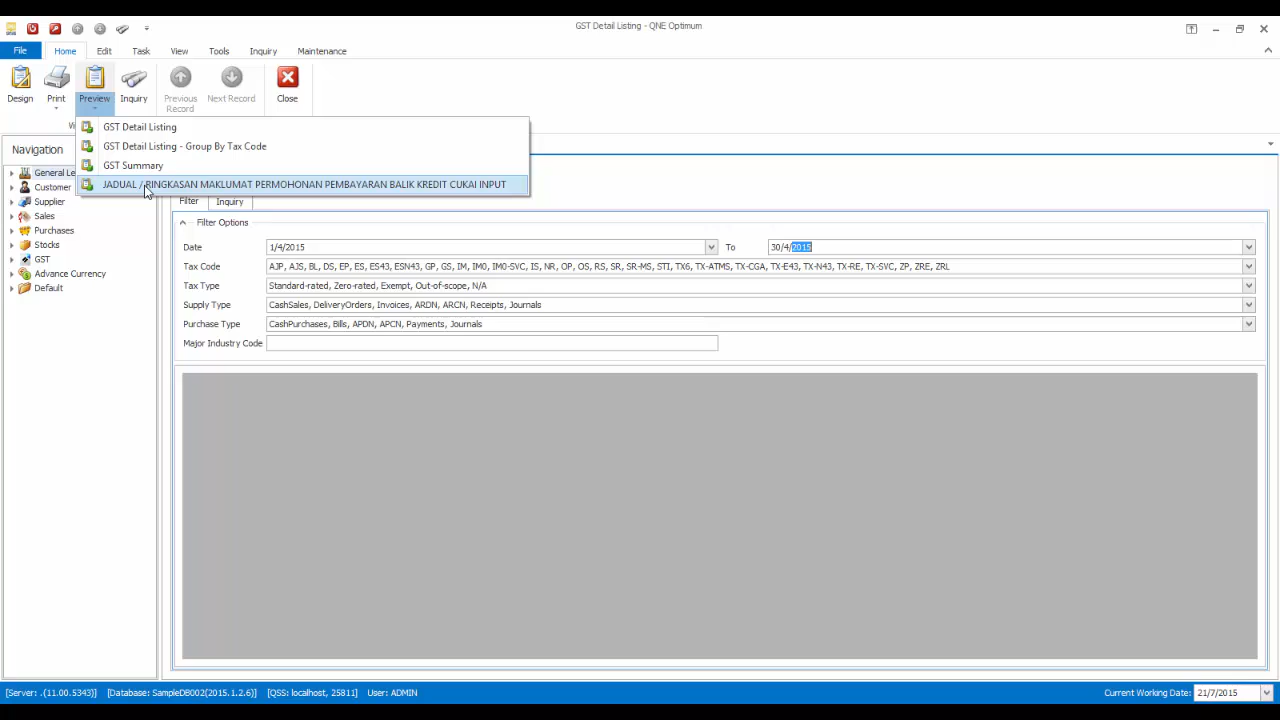 GST Detail Listing - QNE Optimum
File Home Edit Task View Tools Inquiry Maintenance
Design Print Preview Inquiry Previous Record Next Record Close
GST Detail Listing
GST Detail Listing - Group By Tax Code
GST Summary
JADUAL / RINGKASAN MAKLUMAT PERMOHONAN PEMBAYARAN BALIK KREDIT CUKAI INPUT
Navigation
General Le
Customer
Supplier
Sales
Purchases
Stocks
GST
Advance Currency
Default
Filter Inquiry
Filter Options
Date 1/4/2015 To 30/4/2015
Tax Code AJP, AJS, BL, DS, EP, ES, ES43, ESN43, GP, GS, IM, IM0, IM0-SVC, IS, NR, OP, OS, RS, SR, SR-MS, STI, TX6, TX-ATMS, TX-CGA, TX-E43, TX-N43, TX-RE, TX-SVC, ZP, ZRE, ZRL
Tax Type Standard-rated, Zero-rated, Exempt, Out-of-scope, N/A
Supply Type CashSales, DeliveryOrders, Invoices, ARDN, ARCN, Receipts, Journals
Purchase Type CashPurchases, Bills, APDN, APCN, Payments, Journals
Major Industry Code
[Server: .(11.00.5343)] [Database: SampleDB002(2015.1.2.6)] [QSS: localhost, 25811] User: ADMIN Current Working Date: 21/7/2015